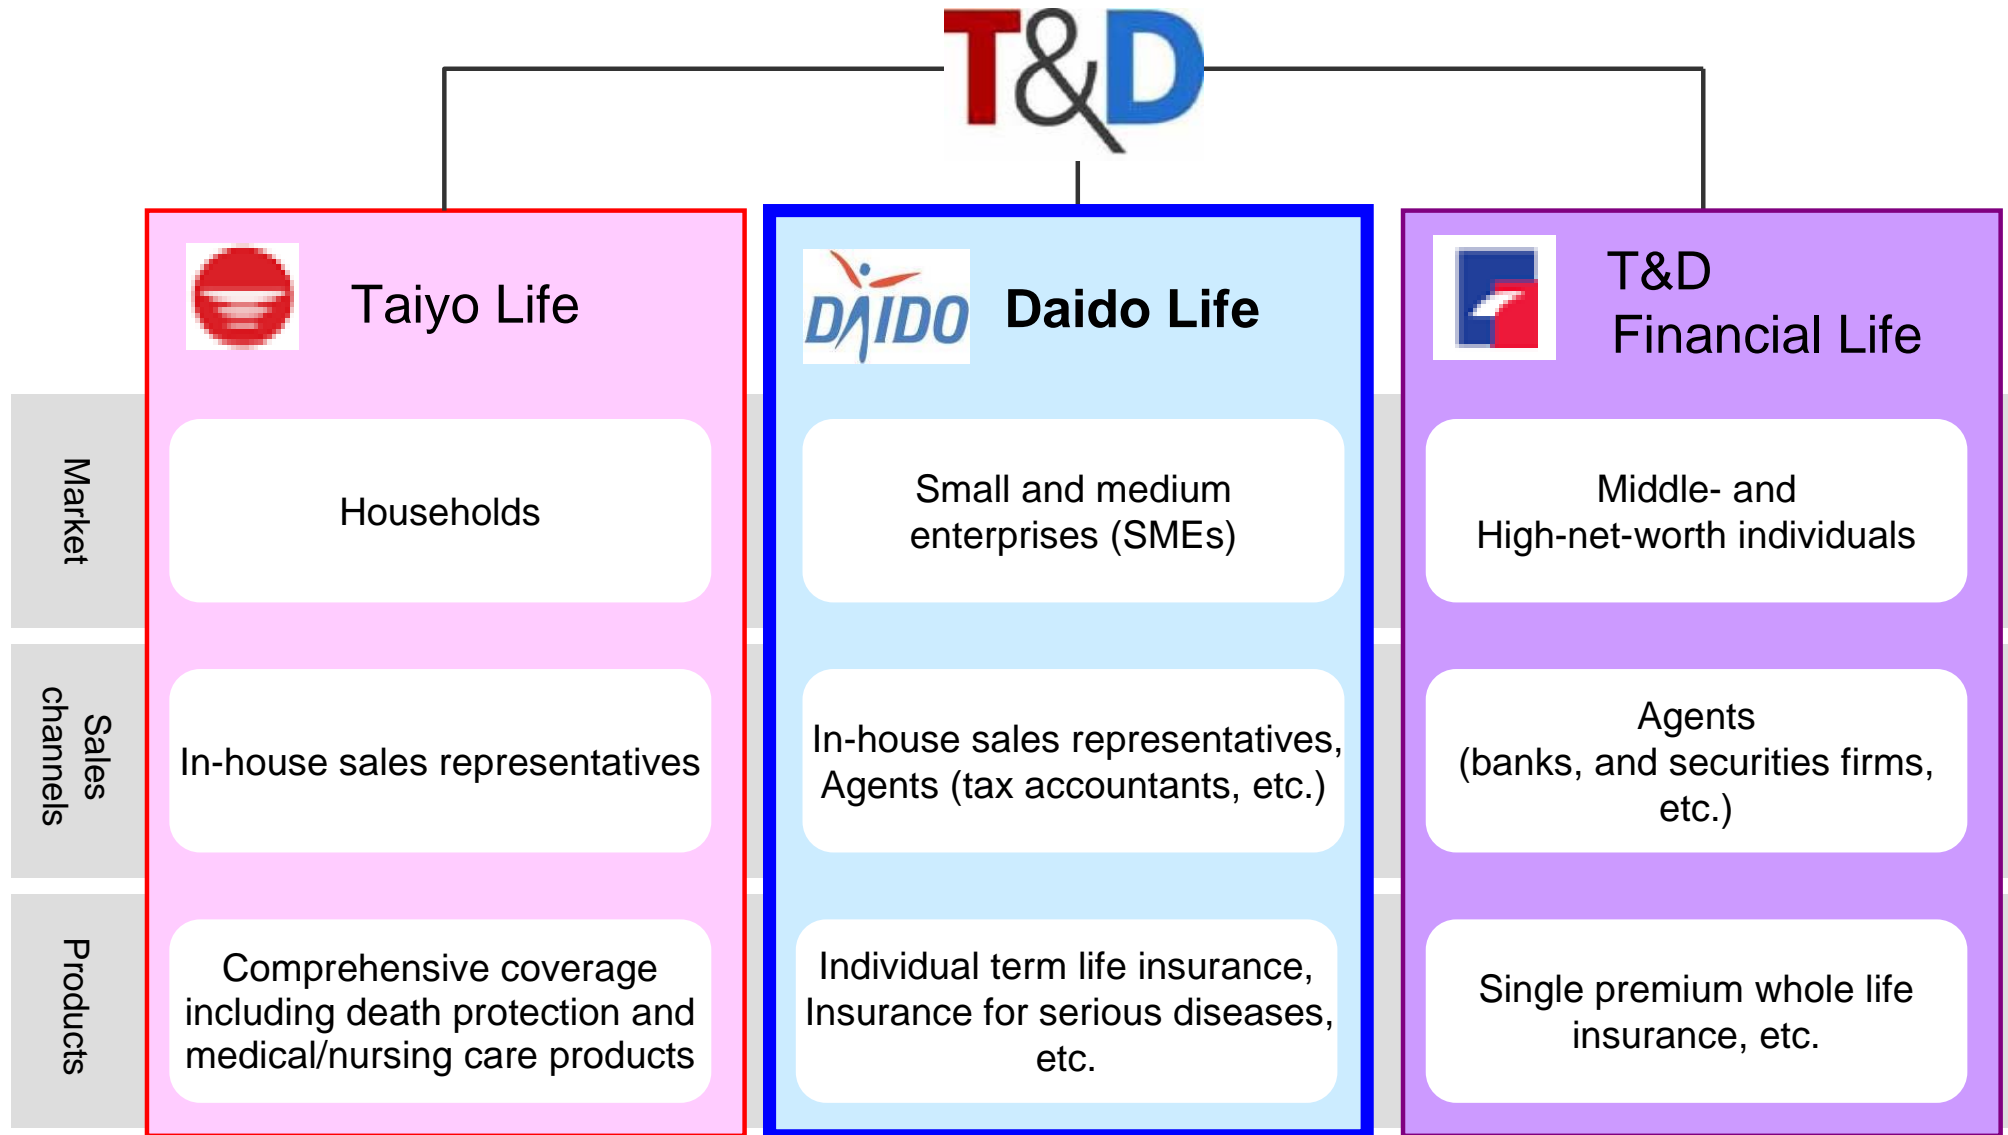 T&D
Taiyo Life
DAIDO
Daido Life
T&D
Financial Life
Market
Households
Small and medium
enterprises (SMEs)
Middle- and
High-net-worth individuals
Sales
channels
In-house sales representatives
In-house sales representatives,
Agents (tax accountants, etc.)
Agents
(banks, and securities firms,
etc.)
Products
Comprehensive coverage
including death protection and
medical/nursing care products
Individual term life insurance,
Insurance for serious diseases,
etc.
Single premium whole life
insurance, etc.